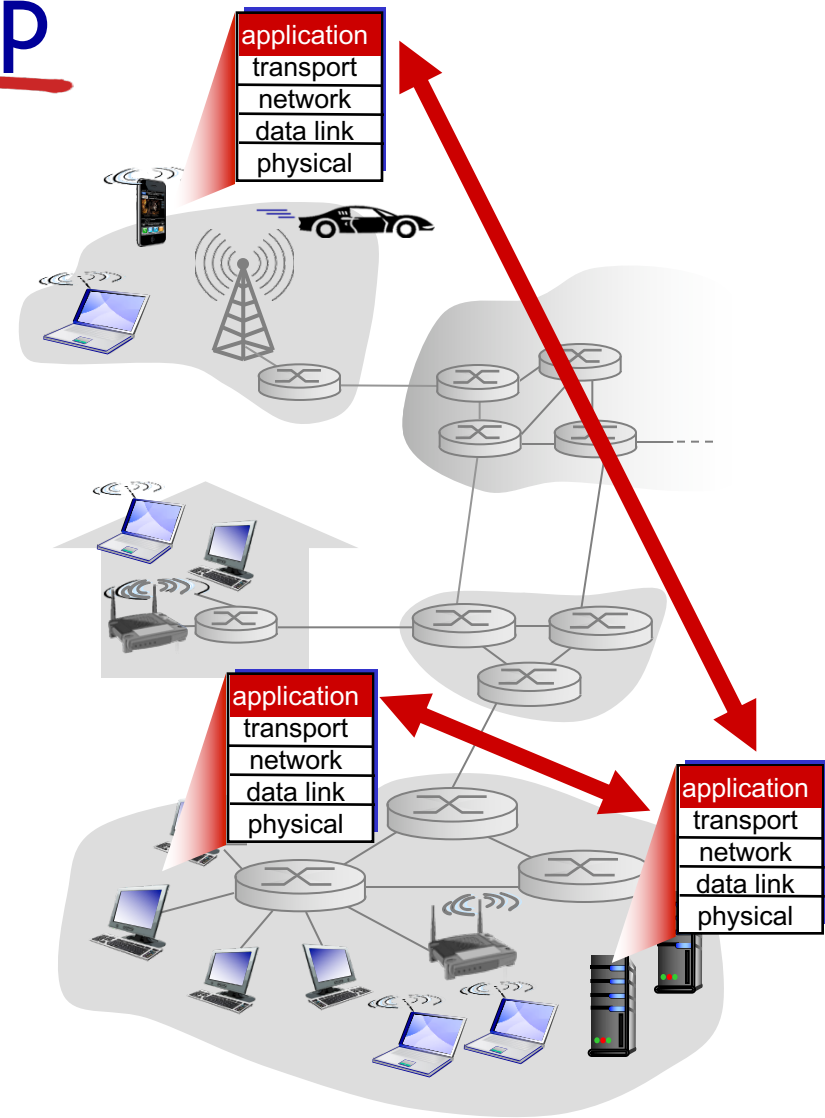 p
application
transport
network
data link
physical
application
transport
network
data link
physical
application
transport
network
data link
physical